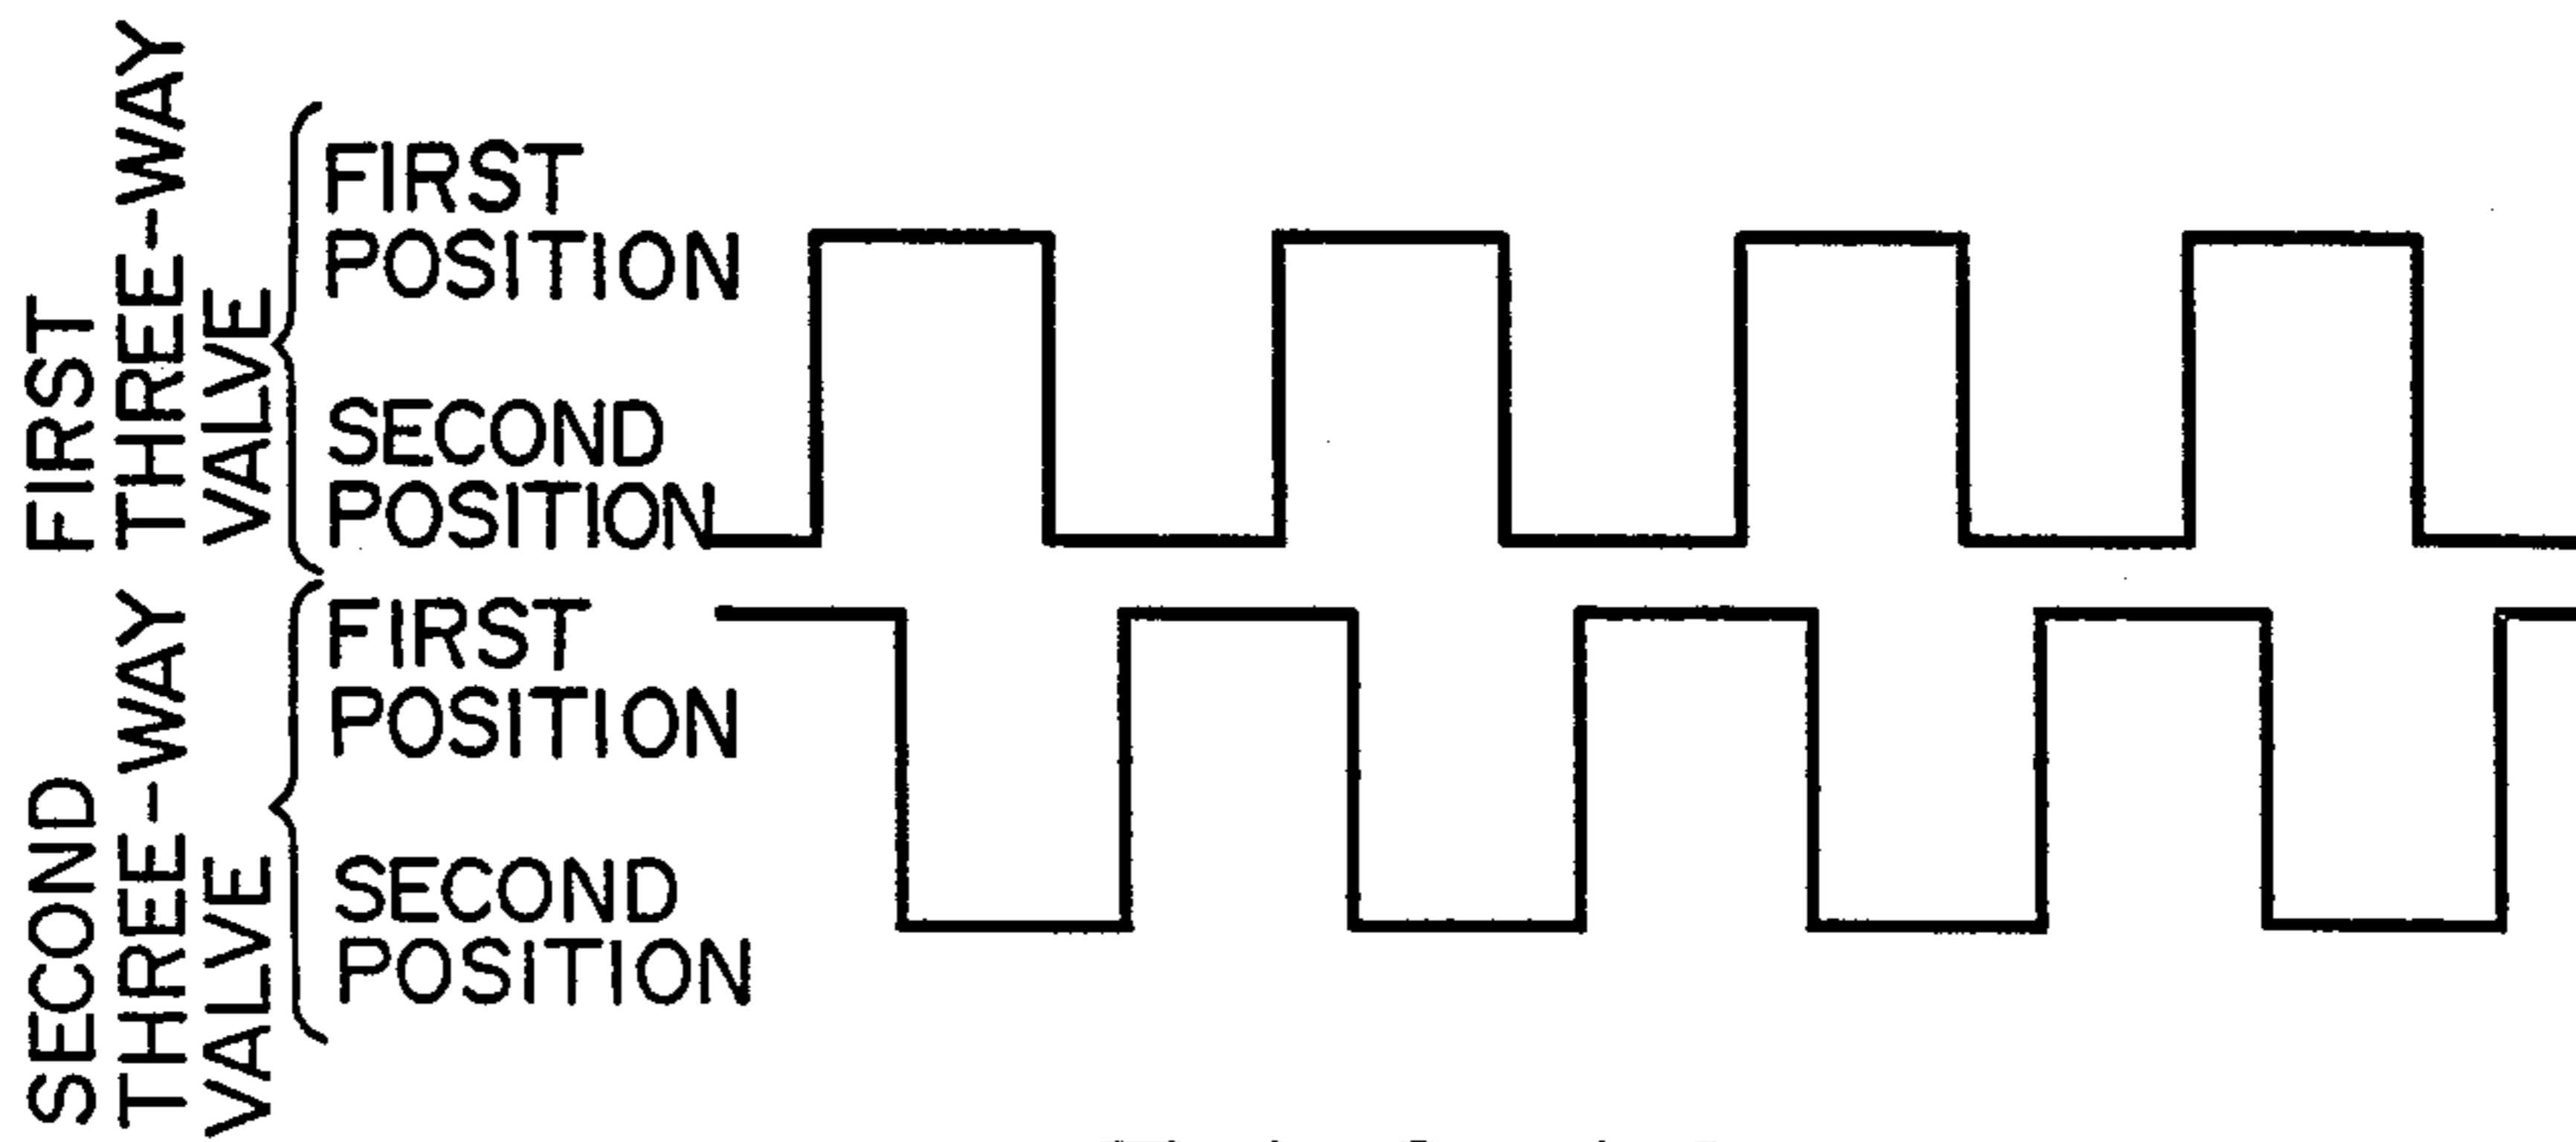 FIRST
THREE-WAY
VALVE
FIRST
POSITION
SECOND
POSITION
SECOND
THREE-WAY
VALVE
FIRST
POSITION
SECOND
POSITION